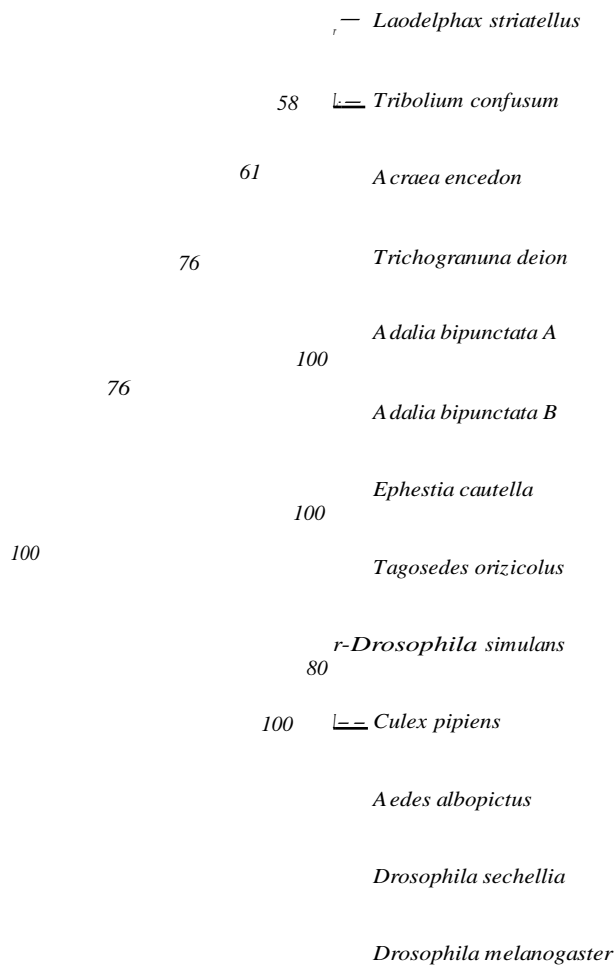 Laodelphax striatellus
58
Tribolium confusum
61
Acraea encedon
76
Trichogranuna deion
Adalia bipunctata A
100
76
Adalia bipunctata B
Ephestia cautella
100
100
Tagosedes orizicolus
r-Drosophila simulans
80
100
Culex pipiens
Aedes albopictus
Drosophila sechellia
Drosophila melanogaster